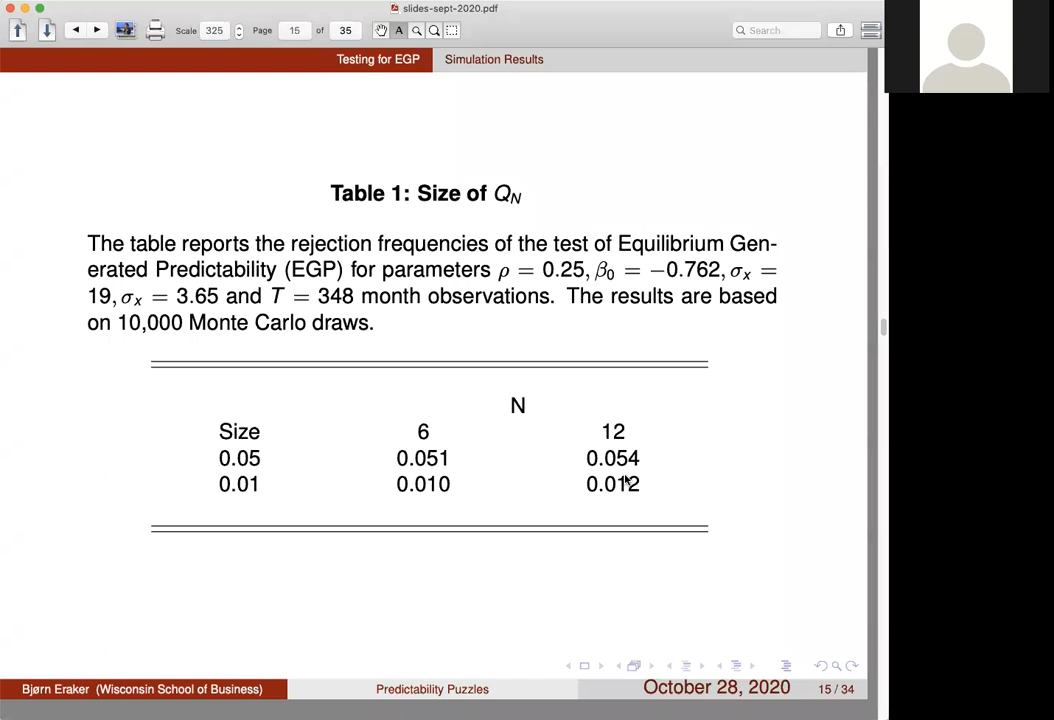 slides-sept-2020.pdf
Scale 325 Page 15 of 35 Search
Testing for EGP Simulation Results
Table 1: Size of Q_N
The table reports the rejection frequencies of the test of Equilibrium Gen-
erated Predictability (EGP) for parameters ρ = 0.25, β₀ = −0.762, σₓ =
19, σₓ = 3.65 and T = 348 month observations. The results are based
on 10,000 Monte Carlo draws.
N
Size 6 12
0.05 0.051 0.054
0.01 0.010 0.012
Bjørn Eraker (Wisconsin School of Business) Predictability Puzzles October 28, 2020 15 / 34